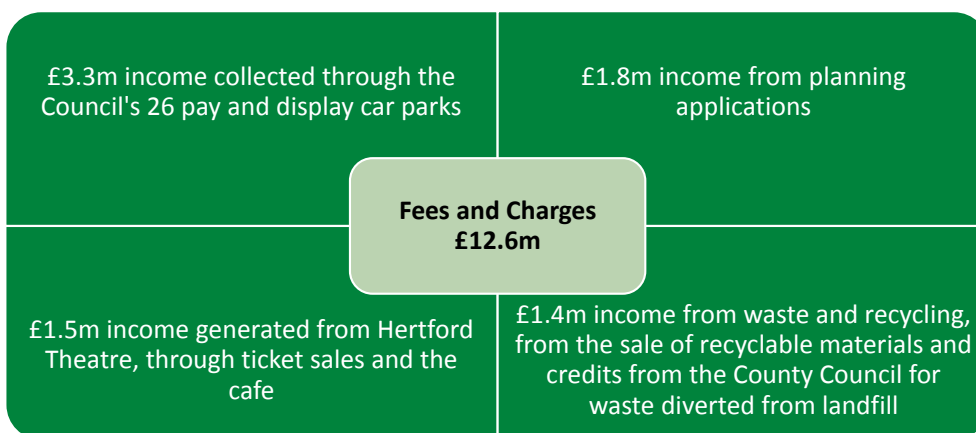 £3.3m income collected through the
Council's 26 pay and display car parks
£1.8m income from planning
applications
Fees and Charges
£12.6m
£1.5m income generated from Hertford
Theatre, through ticket sales and the
cafe
£1.4m income from waste and recycling,
from the sale of recyclable materials and
credits from the County Council for
waste diverted from landfill